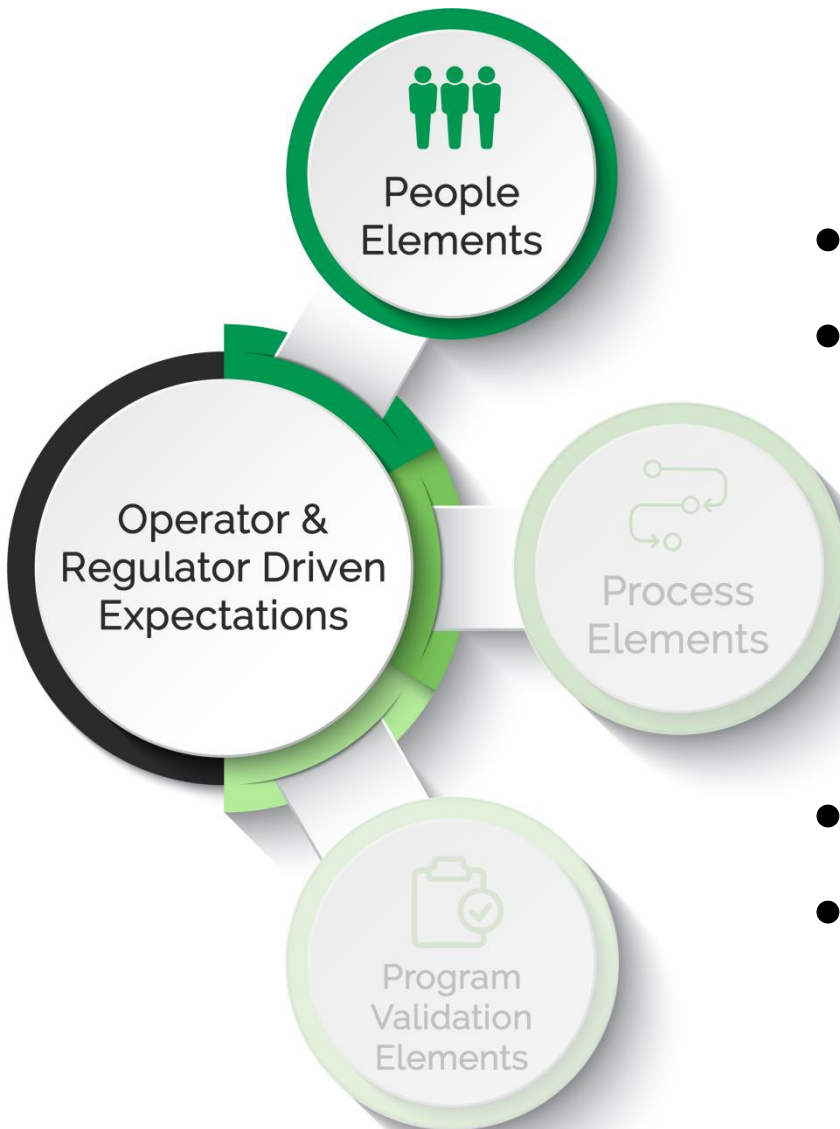 People
Elements
Operator &
Regulator Driven
Expectations
Process
Elements
Program
Validation
Elements